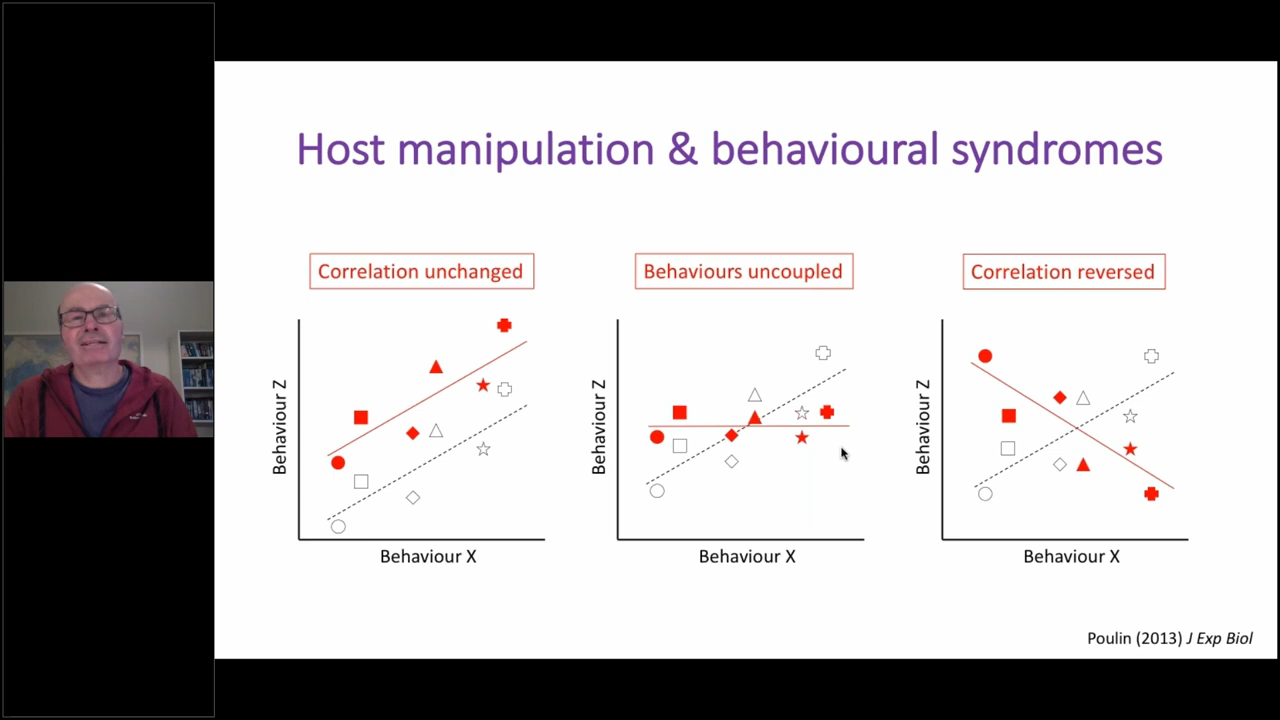 Host manipulation & behavioural syndromes
Correlation unchanged
Behaviours uncoupled
Correlation reversed
Behaviour Z
Behaviour Z
Behaviour Z
Behaviour X
Behaviour X
Behaviour X
Poulin (2013) J Exp Biol